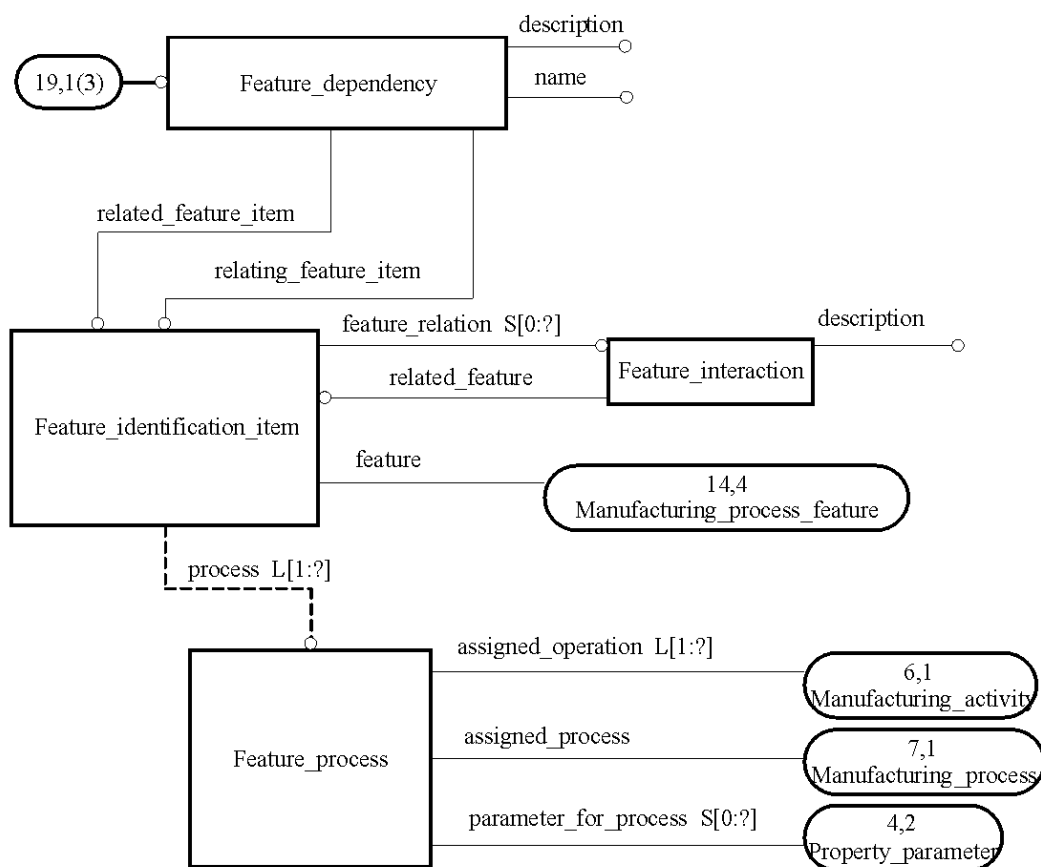 description
19,1(3)
Feature_dependency
name
related_feature_item
relating_feature_item
feature_relation S[0:?]
description
Feature_interaction
related_feature
Feature_identification_item
feature
14,4
Manufacturing_process_feature
process L[1:?]
assigned_operation L[1:?]
6,1
Manufacturing_activity
assigned_process
7,1
Manufacturing_process
Feature_process
parameter_for_process S[0:?]
4,2
Property_parameter